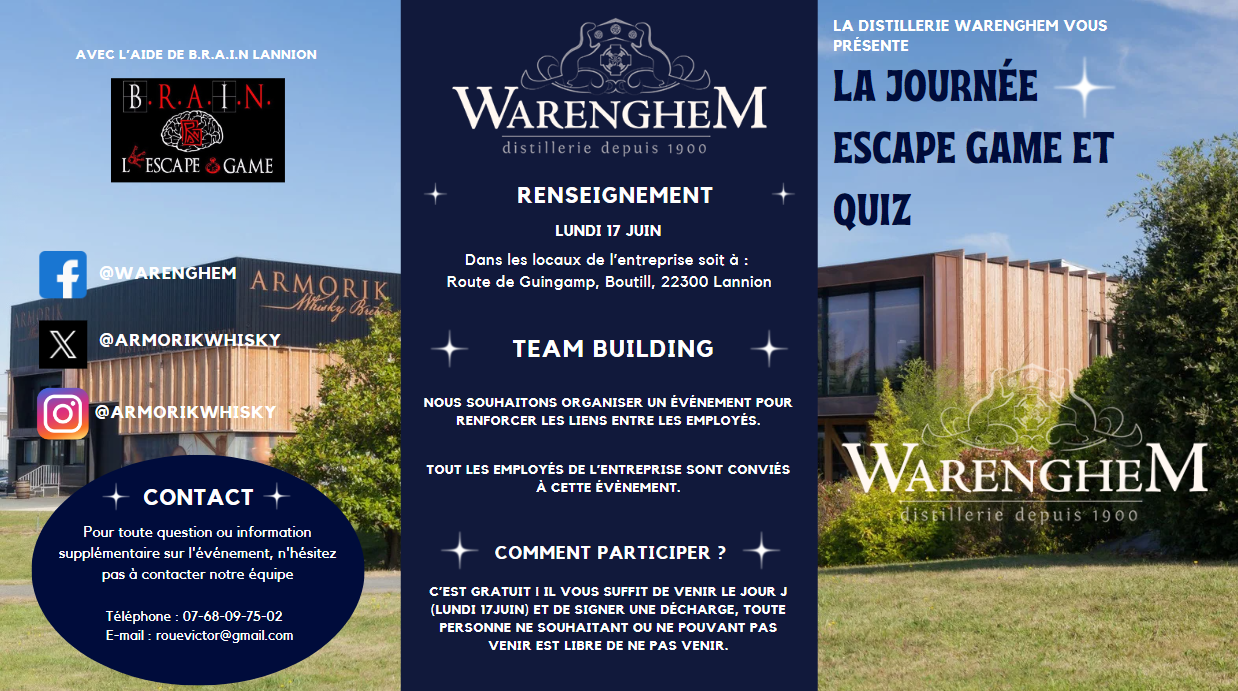 AVEC L'AIDE DE B.R.A.I.N LANNION
B.R.A.I.N.
L'ESCAPE GAME
@WARENGHEM
ARMORIK
Whisky Breton
ARMORIK
@ARMORIKWHISKY
@ARMORIKWHISKY
CONTACT
Pour toute question ou information
supplémentaire sur l'événement, n'hésitez
pas à contacter notre équipe
Téléphone : 07-68-09-75-02
E-mail : rouevictor@gmail.com
WARENGHEM
distillerie depuis 1900
RENSEIGNEMENT
LUNDI 17 JUIN
Dans les locaux de l'entreprise soit à :
Route de Guingamp, Boutill, 22300 Lannion
TEAM BUILDING
NOUS SOUHAITONS ORGANISER UN ÉVÉNEMENT POUR
RENFORCER LES LIENS ENTRE LES EMPLOYÉS.
TOUT LES EMPLOYÉS DE L'ENTREPRISE SONT CONVIÉS
À CETTE ÉVÈNEMENT.
COMMENT PARTICIPER ?
C'EST GRATUIT ! IL VOUS SUFFIT DE VENIR LE JOUR J
(LUNDI 17JUIN) ET DE SIGNER UNE DÉCHARGE, TOUTE
PERSONNE NE SOUHAITANT OU NE POUVANT PAS
VENIR EST LIBRE DE NE PAS VENIR.
LA DISTILLERIE WARENGHEM VOUS
PRÉSENTE
LA JOURNÉE
ESCAPE GAME ET
QUIZ
WARENGHEM
distillerie depuis 1900